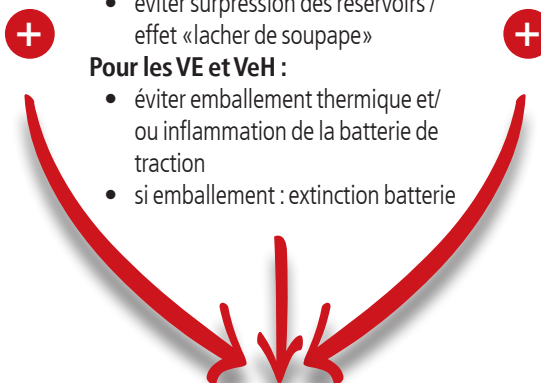 • éviter surpression des réservoirs /
effet «lacher de soupape»
Pour les VE et VeH :
• éviter emballement thermique et/
ou inflammation de la batterie de
traction
• si emballement : extinction batterie